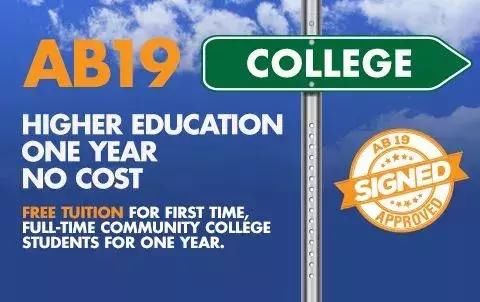 AB19
COLLEGE
HIGHER EDUCATION
ONE YEAR
NO COST
FREE TUITION FOR FIRST TIME,
FULL-TIME COMMUNITY COLLEGE
STUDENTS FOR ONE YEAR.
AB 19
SIGNED
APPROVED